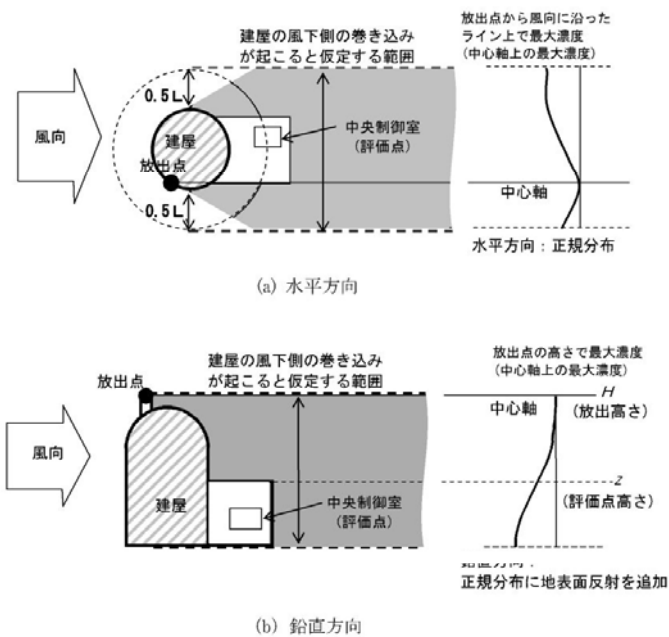 建屋の風下側の巻き込み
が起こると仮定する範囲
放出点から風向に沿った
ライン上で最大濃度
(中心軸上の最大濃度)
0.5L
風向
建屋
中央制御室
(評価点)
放出点
中心軸
0.5L
水平方向：正規分布
(a) 水平方向
建屋の風下側の巻き込み
が起こると仮定する範囲
放出点の高さで最大濃度
(中心軸上の最大濃度)
放出点
H
中心軸
(放出高さ)
風向
z
建屋
中央制御室
(評価点)
(評価点高さ)
鉛直方向：
正規分布に地表面反射を追加
(b) 鉛直方向